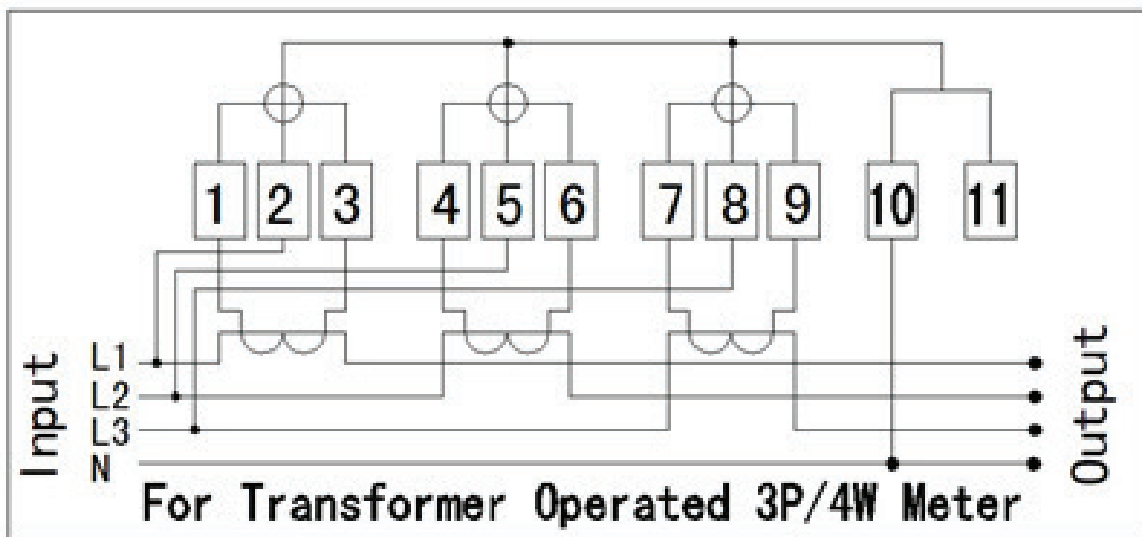 1 2 3 4 5 6 7 8 9 10 11
Input
L1
L2
L3
N
Output
For Transformer Operated 3P/4W Meter